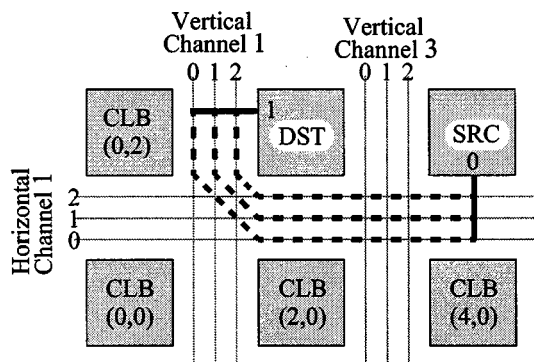 Vertical
Channel 1
Vertical
Channel 3
0 1 2
0 1 2
CLB
(0,2)
1
DST
SRC
0
Horizontal
Channel 1
2
1
0
CLB
(0,0)
CLB
(2,0)
CLB
(4,0)